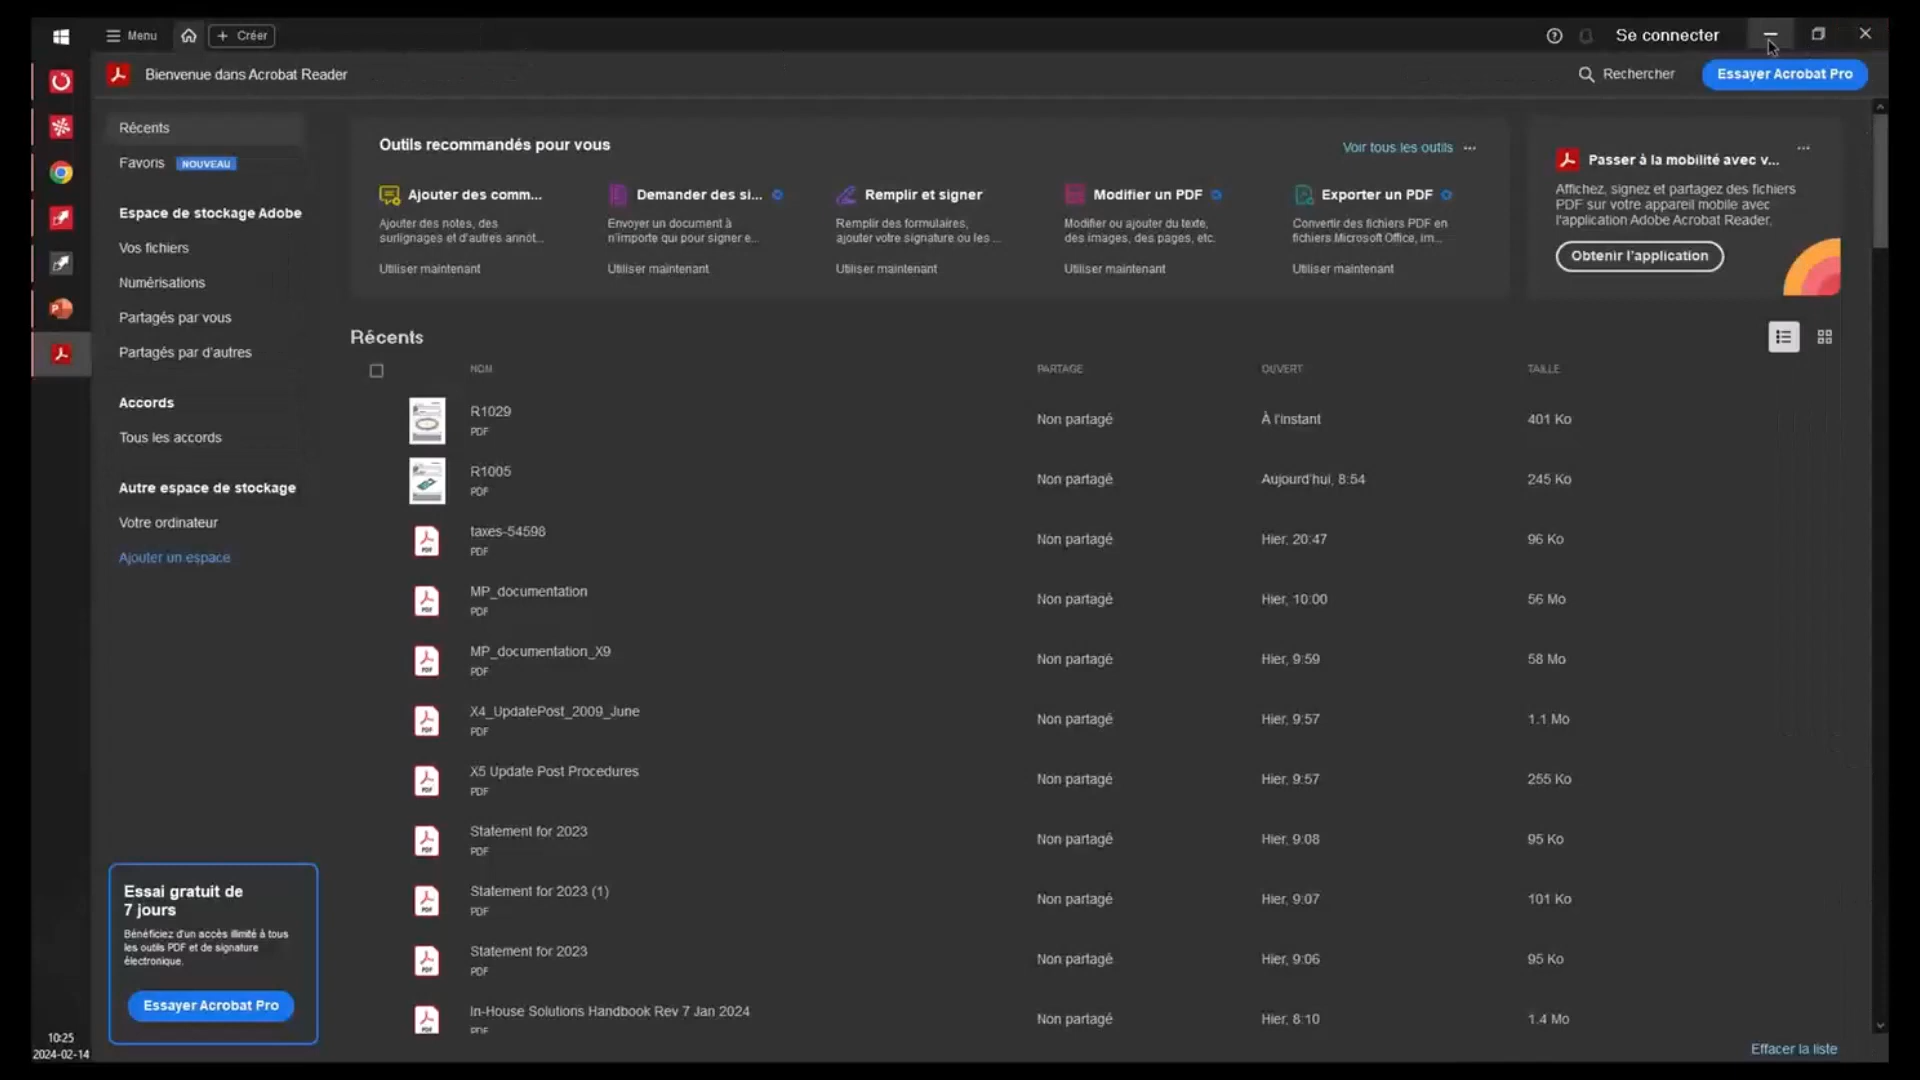 Menu
Créer
Se connecter
Bienvenue dans Acrobat Reader
Rechercher
Essayer Acrobat Pro
Récents
Favoris NOUVEAU
Espace de stockage Adobe
Vos fichiers
Numérisations
Partagés par vous
Partagés par d'autres
Accords
Tous les accords
Autre espace de stockage
Votre ordinateur
Ajouter un espace
Essai gratuit de
7 jours
Bénéficiez d'un accès illimité à tous
les outils PDF et de signature
électronique.
Essayer Acrobat Pro
Outils recommandés pour vous
Voir tous les outils ...
Ajouter des comm...
Ajouter des notes, des
surlignages et d'autres annot...
Utiliser maintenant
Demander des si...
Envoyer un document à
n'importe qui pour signer e...
Utiliser maintenant
Remplir et signer
Remplir des formulaires,
ajouter votre signature ou les ...
Utiliser maintenant
Modifier un PDF
Modifier ou ajouter du texte,
des images, des pages, etc.
Utiliser maintenant
Exporter un PDF
Convertir des fichiers PDF en
fichiers Microsoft Office, im...
Utiliser maintenant
Passer à la mobilité avec v...
Affichez, signez et partagez des fichiers
PDF sur votre appareil mobile avec
l'application Adobe Acrobat Reader.
Obtenir l'application
Récents
NOM PARTAGE OUVERT TAILLE
R1029
PDF
Non partagé À l'instant 401 Ko
R1005
PDF
Non partagé Aujourd'hui, 8:54 245 Ko
taxes-54598
PDF
Non partagé Hier, 20:47 96 Ko
MP_documentation
PDF
Non partagé Hier, 10:00 56 Mo
MP_documentation_X9
PDF
Non partagé Hier, 9:59 58 Mo
X4_UpdatePost_2009_June
PDF
Non partagé Hier, 9:57 1.1 Mo
X5 Update Post Procedures
PDF
Non partagé Hier, 9:57 255 Ko
Statement for 2023
PDF
Non partagé Hier, 9:08 95 Ko
Statement for 2023 (1)
PDF
Non partagé Hier, 9:07 101 Ko
Statement for 2023
PDF
Non partagé Hier, 9:06 95 Ko
In-House Solutions Handbook Rev 7 Jan 2024
PDF
Non partagé Hier, 8:10 1.4 Mo
Effacer la liste
10:25
2024-02-14